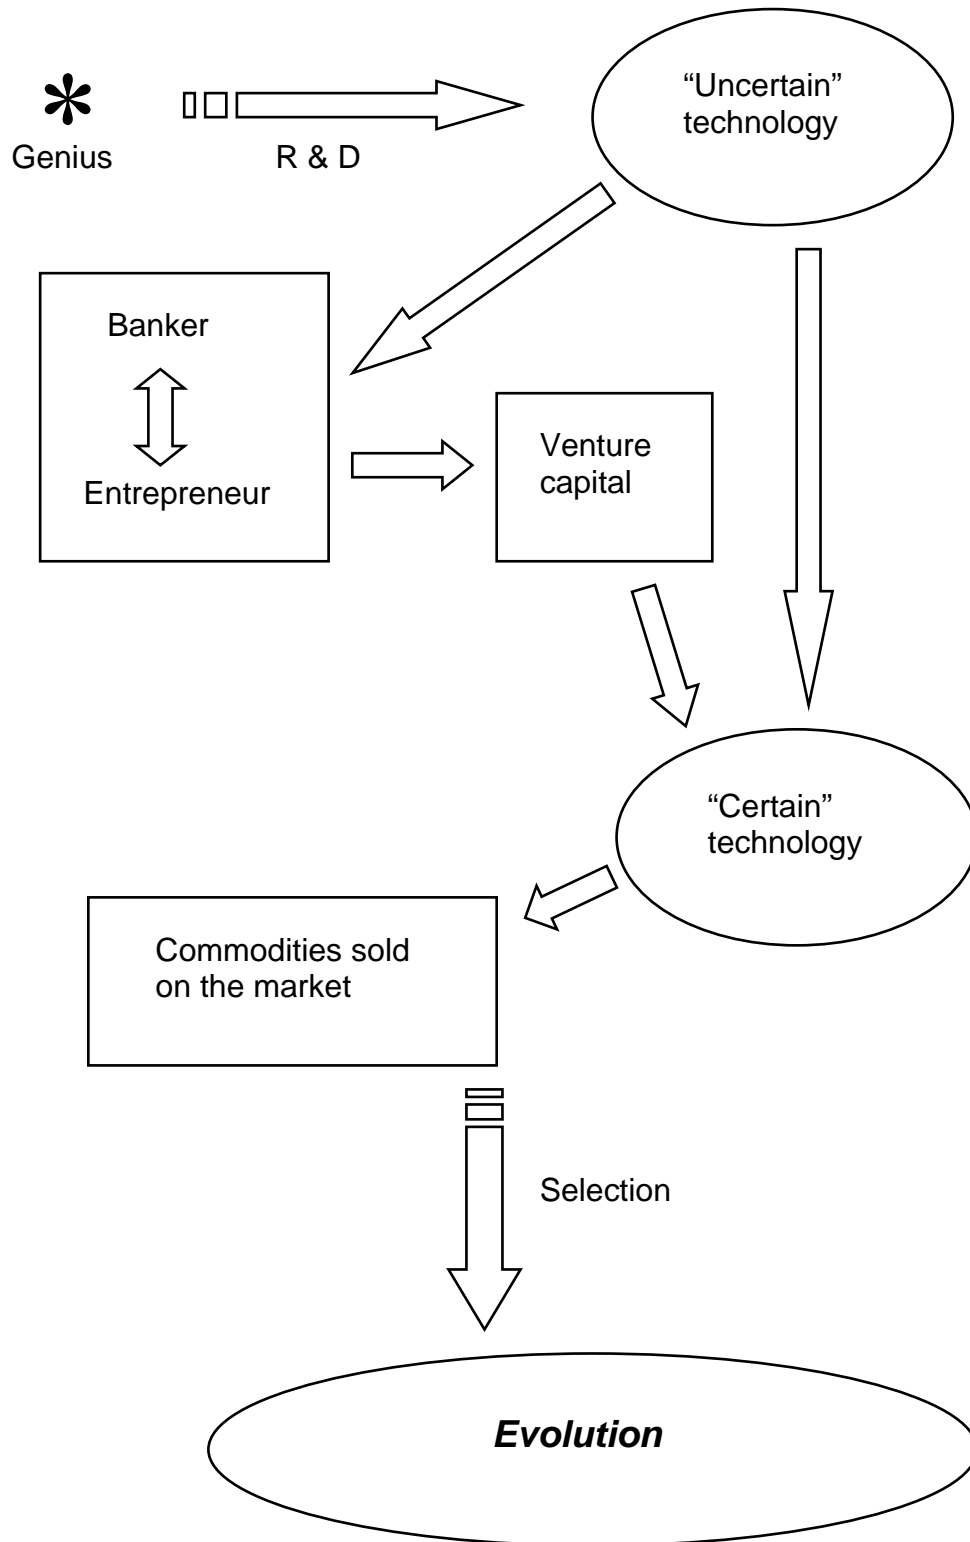 “Uncertain”
technology
Genius
R & D
Banker
Entrepreneur
Venture
capital
“Certain”
technology
Commodities sold
on the market
Selection
Evolution